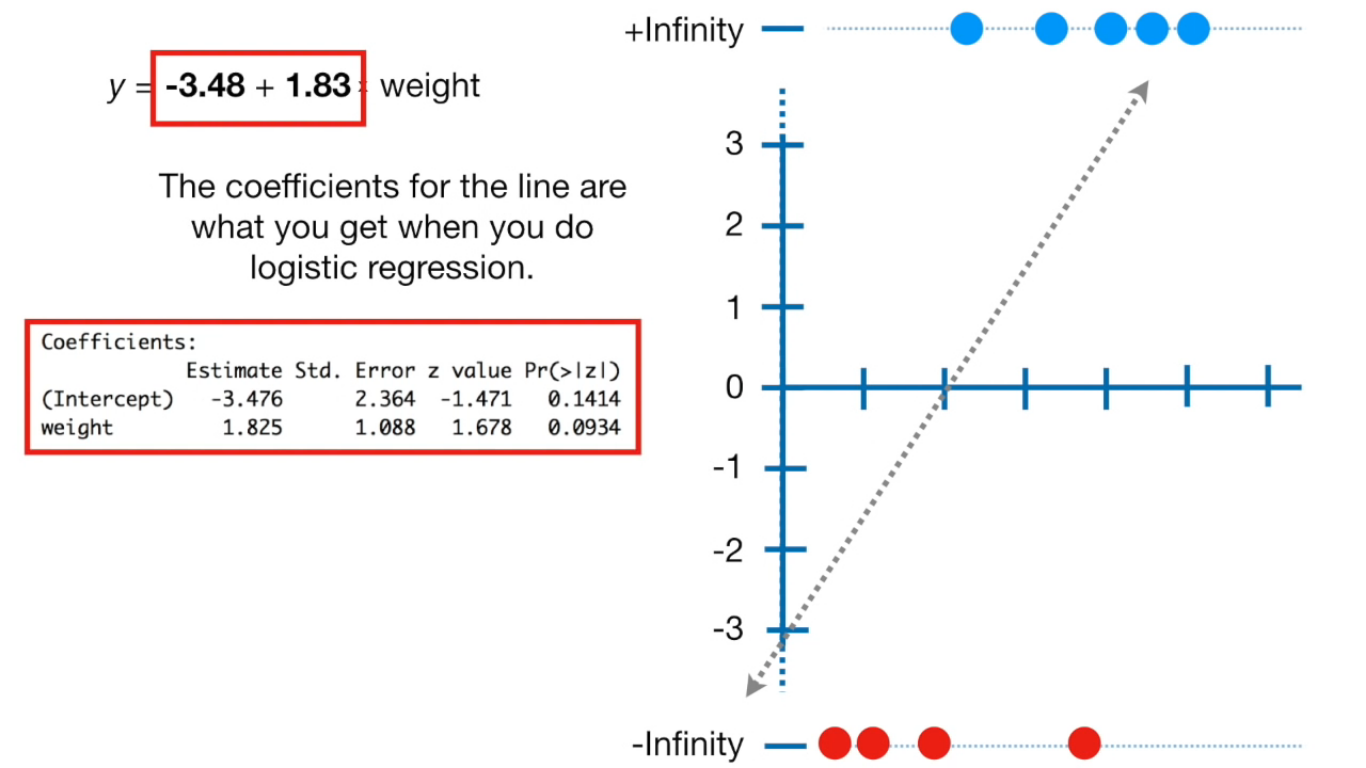 y = -3.48 + 1.83 × weight
The coefficients for the line are
what you get when you do
logistic regression.
Coefficients:
Estimate Std. Error z value Pr(>|z|)
(Intercept) -3.476 2.364 -1.471 0.1414
weight 1.825 1.088 1.678 0.0934
+Infinity
3
2
1
0
-1
-2
-3
-Infinity